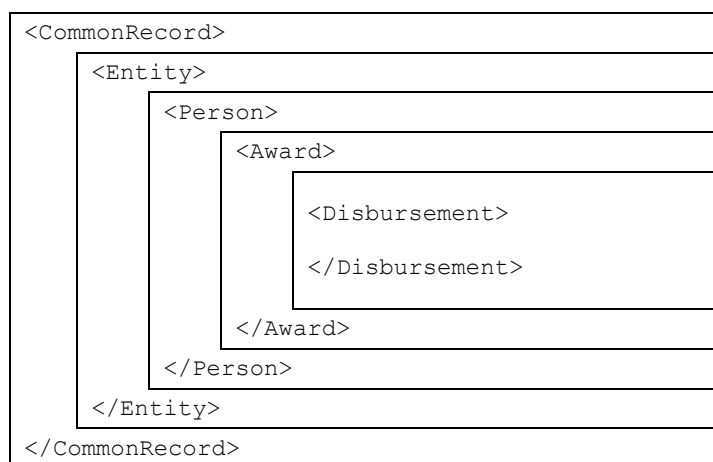 <CommonRecord>
<Entity>
<Person>
<Award>
<Disbursement>
</Disbursement>
</Award>
</Person>
</Entity>
</CommonRecord>